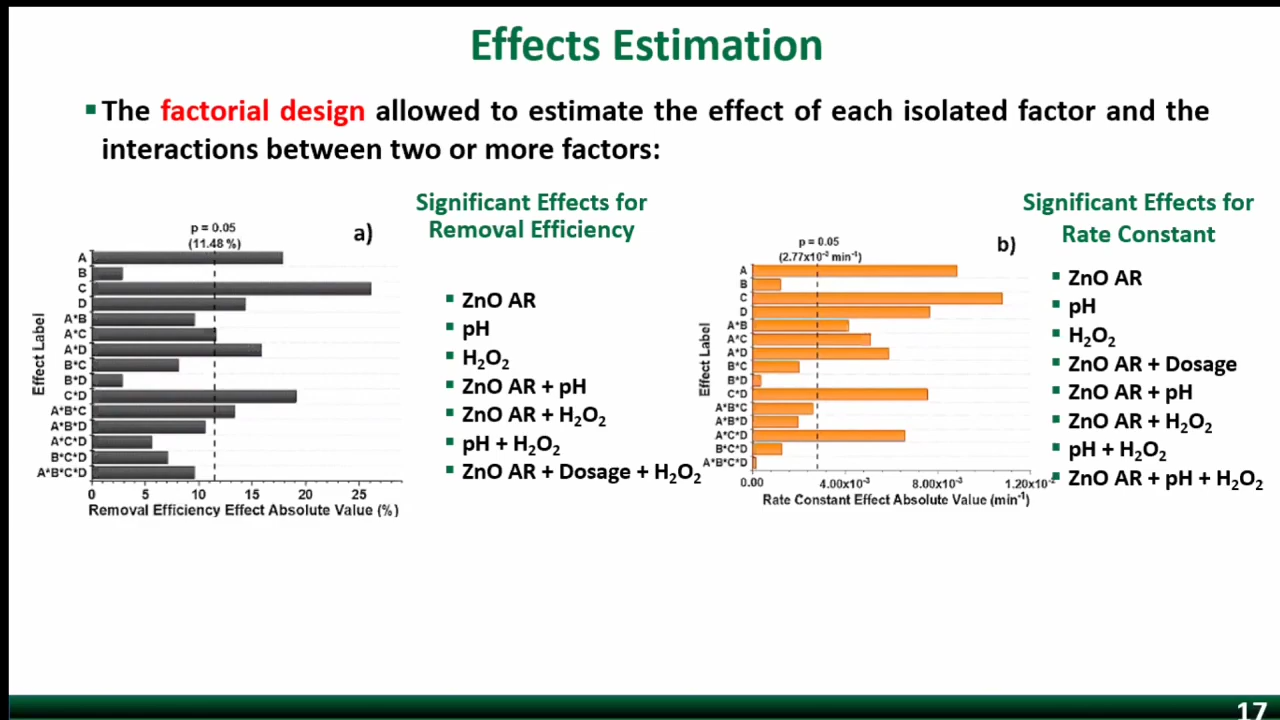 Effects Estimation
▪ The factorial design allowed to estimate the effect of each isolated factor and the
interactions between two or more factors:
Significant Effects for
Removal Efficiency
p = 0.05
(11.48 %)
a)
A
B
C
D
A*B
A*C
A*D
B*C
B*D
C*D
A*B*C
A*B*D
A*C*D
B*C*D
A*B*C*D
Effect Label
0 5 10 15 20 25
Removal Efficiency Effect Absolute Value (%)
▪ ZnO AR
▪ pH
▪ H₂O₂
▪ ZnO AR + pH
▪ ZnO AR + H₂O₂
▪ pH + H₂O₂
▪ ZnO AR + Dosage + H₂O₂
Significant Effects for
Rate Constant
p = 0.05
(2.77x10⁻³ min⁻¹)
b)
A
B
C
D
A*B
A*C
A*D
B*C
B*D
C*D
A*B*C
A*B*D
A*C*D
B*C*D
A*B*C*D
Effect Label
0.00 4.00x10⁻³ 8.00x10⁻³ 1.20x10⁻²
Rate Constant Effect Absolute Value (min⁻¹)
▪ ZnO AR
▪ pH
▪ H₂O₂
▪ ZnO AR + Dosage
▪ ZnO AR + pH
▪ ZnO AR + H₂O₂
▪ pH + H₂O₂
▪ ZnO AR + pH + H₂O₂
17